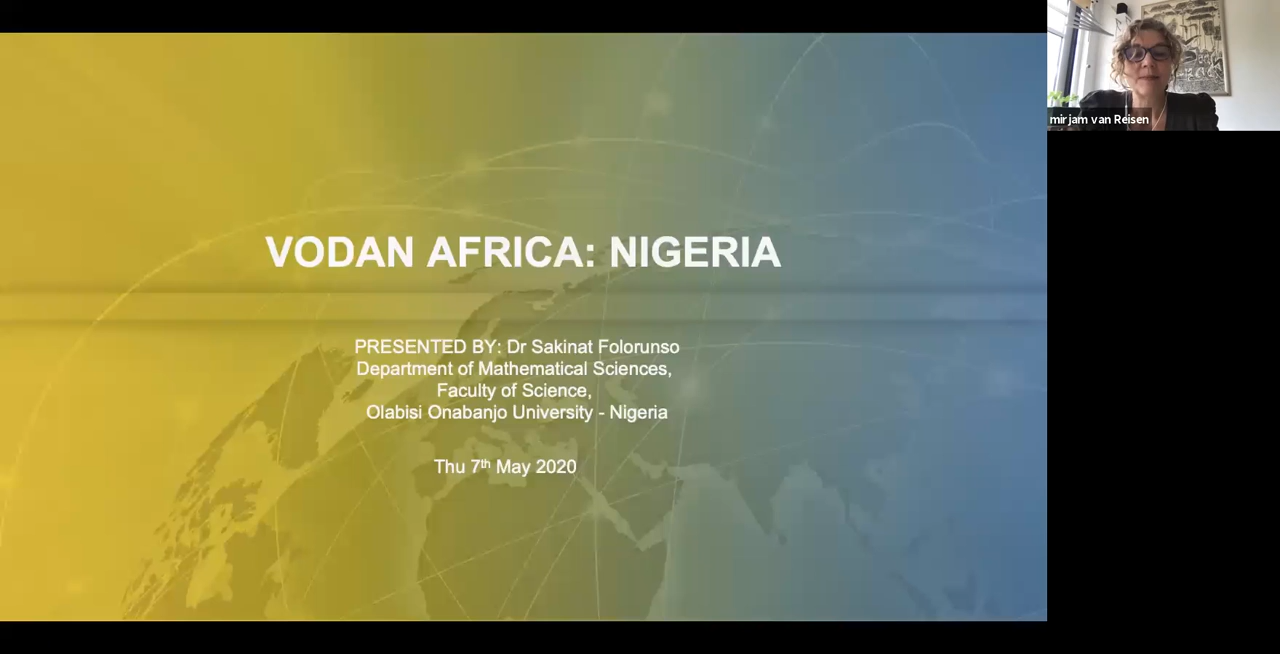 VODAN AFRICA: NIGERIA
PRESENTED BY: Dr Sakinat Folorunso
Department of Mathematical Sciences,
Faculty of Science,
Olabisi Onabanjo University - Nigeria
Thu 7th May 2020
mirjam van Reisen